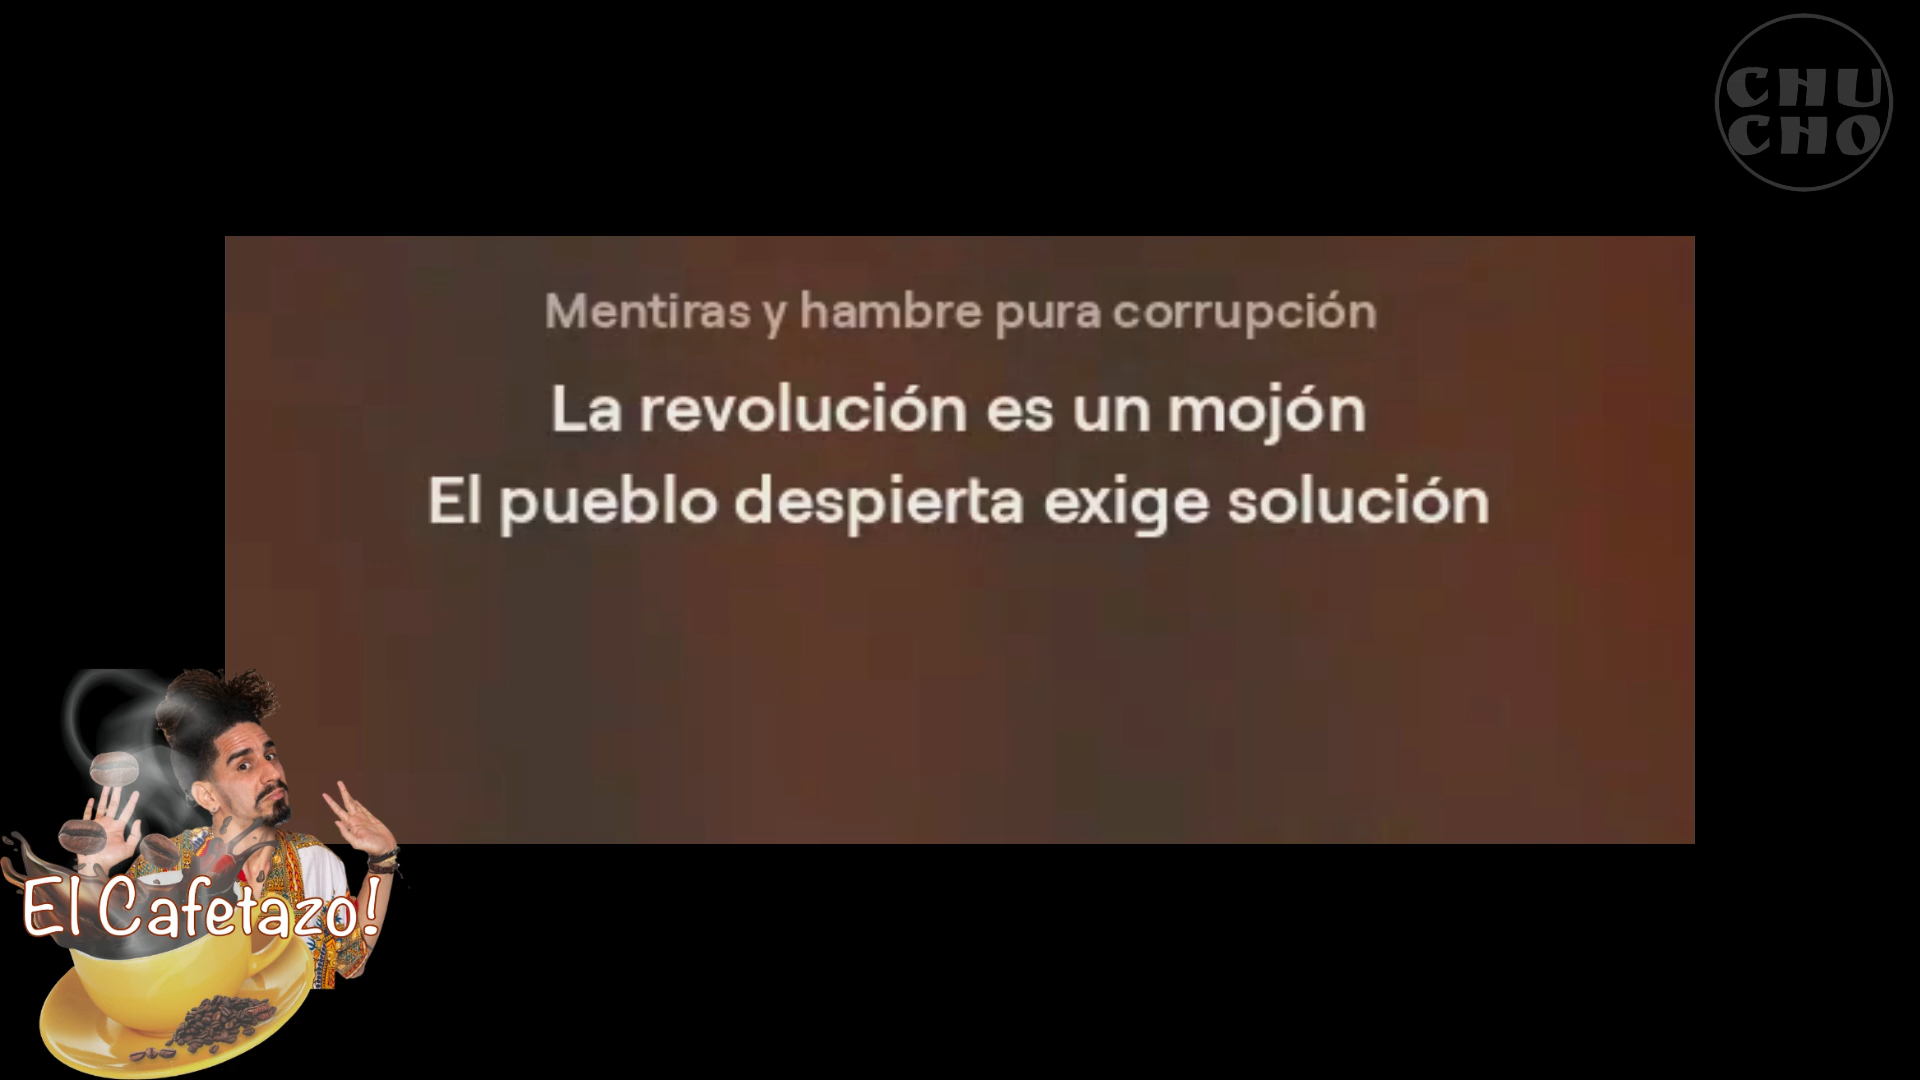 CHU
CHO
Mentiras y hambre pura corrupción
La revolución es un mojón
El pueblo despierta exige solución
El Cafetazo!